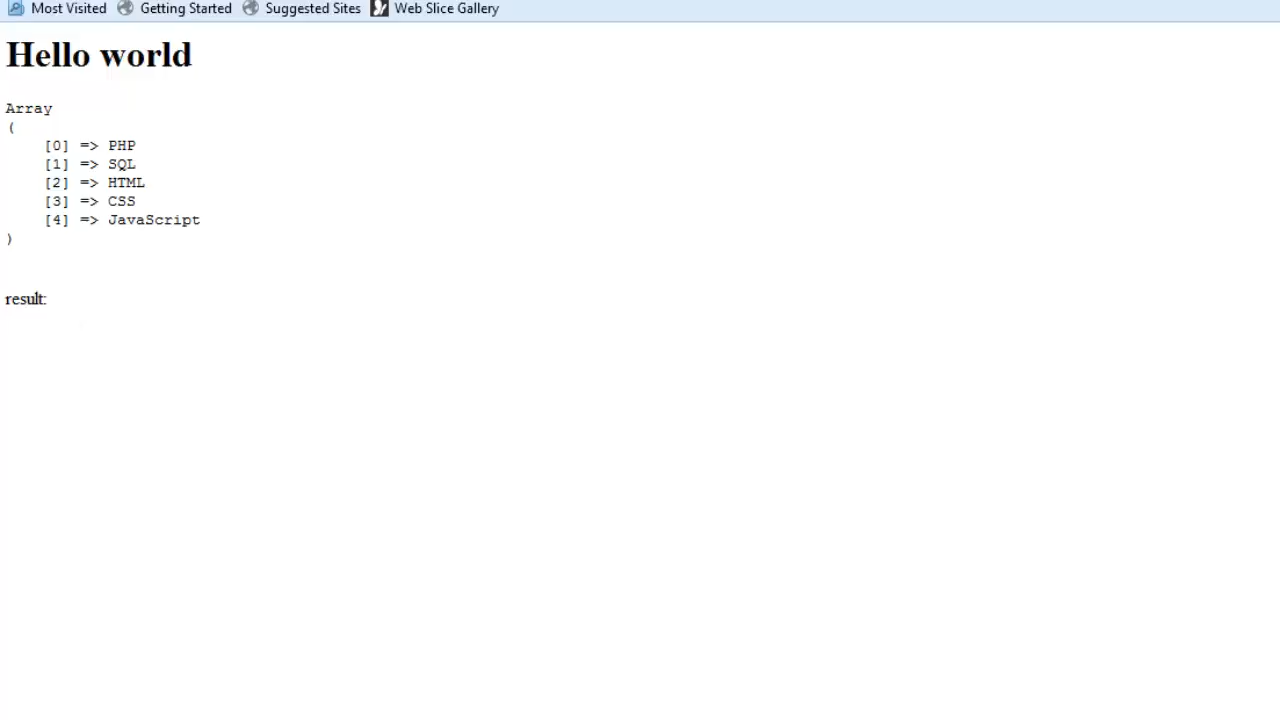 Most Visited Getting Started Suggested Sites Web Slice Gallery
Hello world
Array
(
    [0] => PHP
    [1] => SQL
    [2] => HTML
    [3] => CSS
    [4] => JavaScript
)
result: